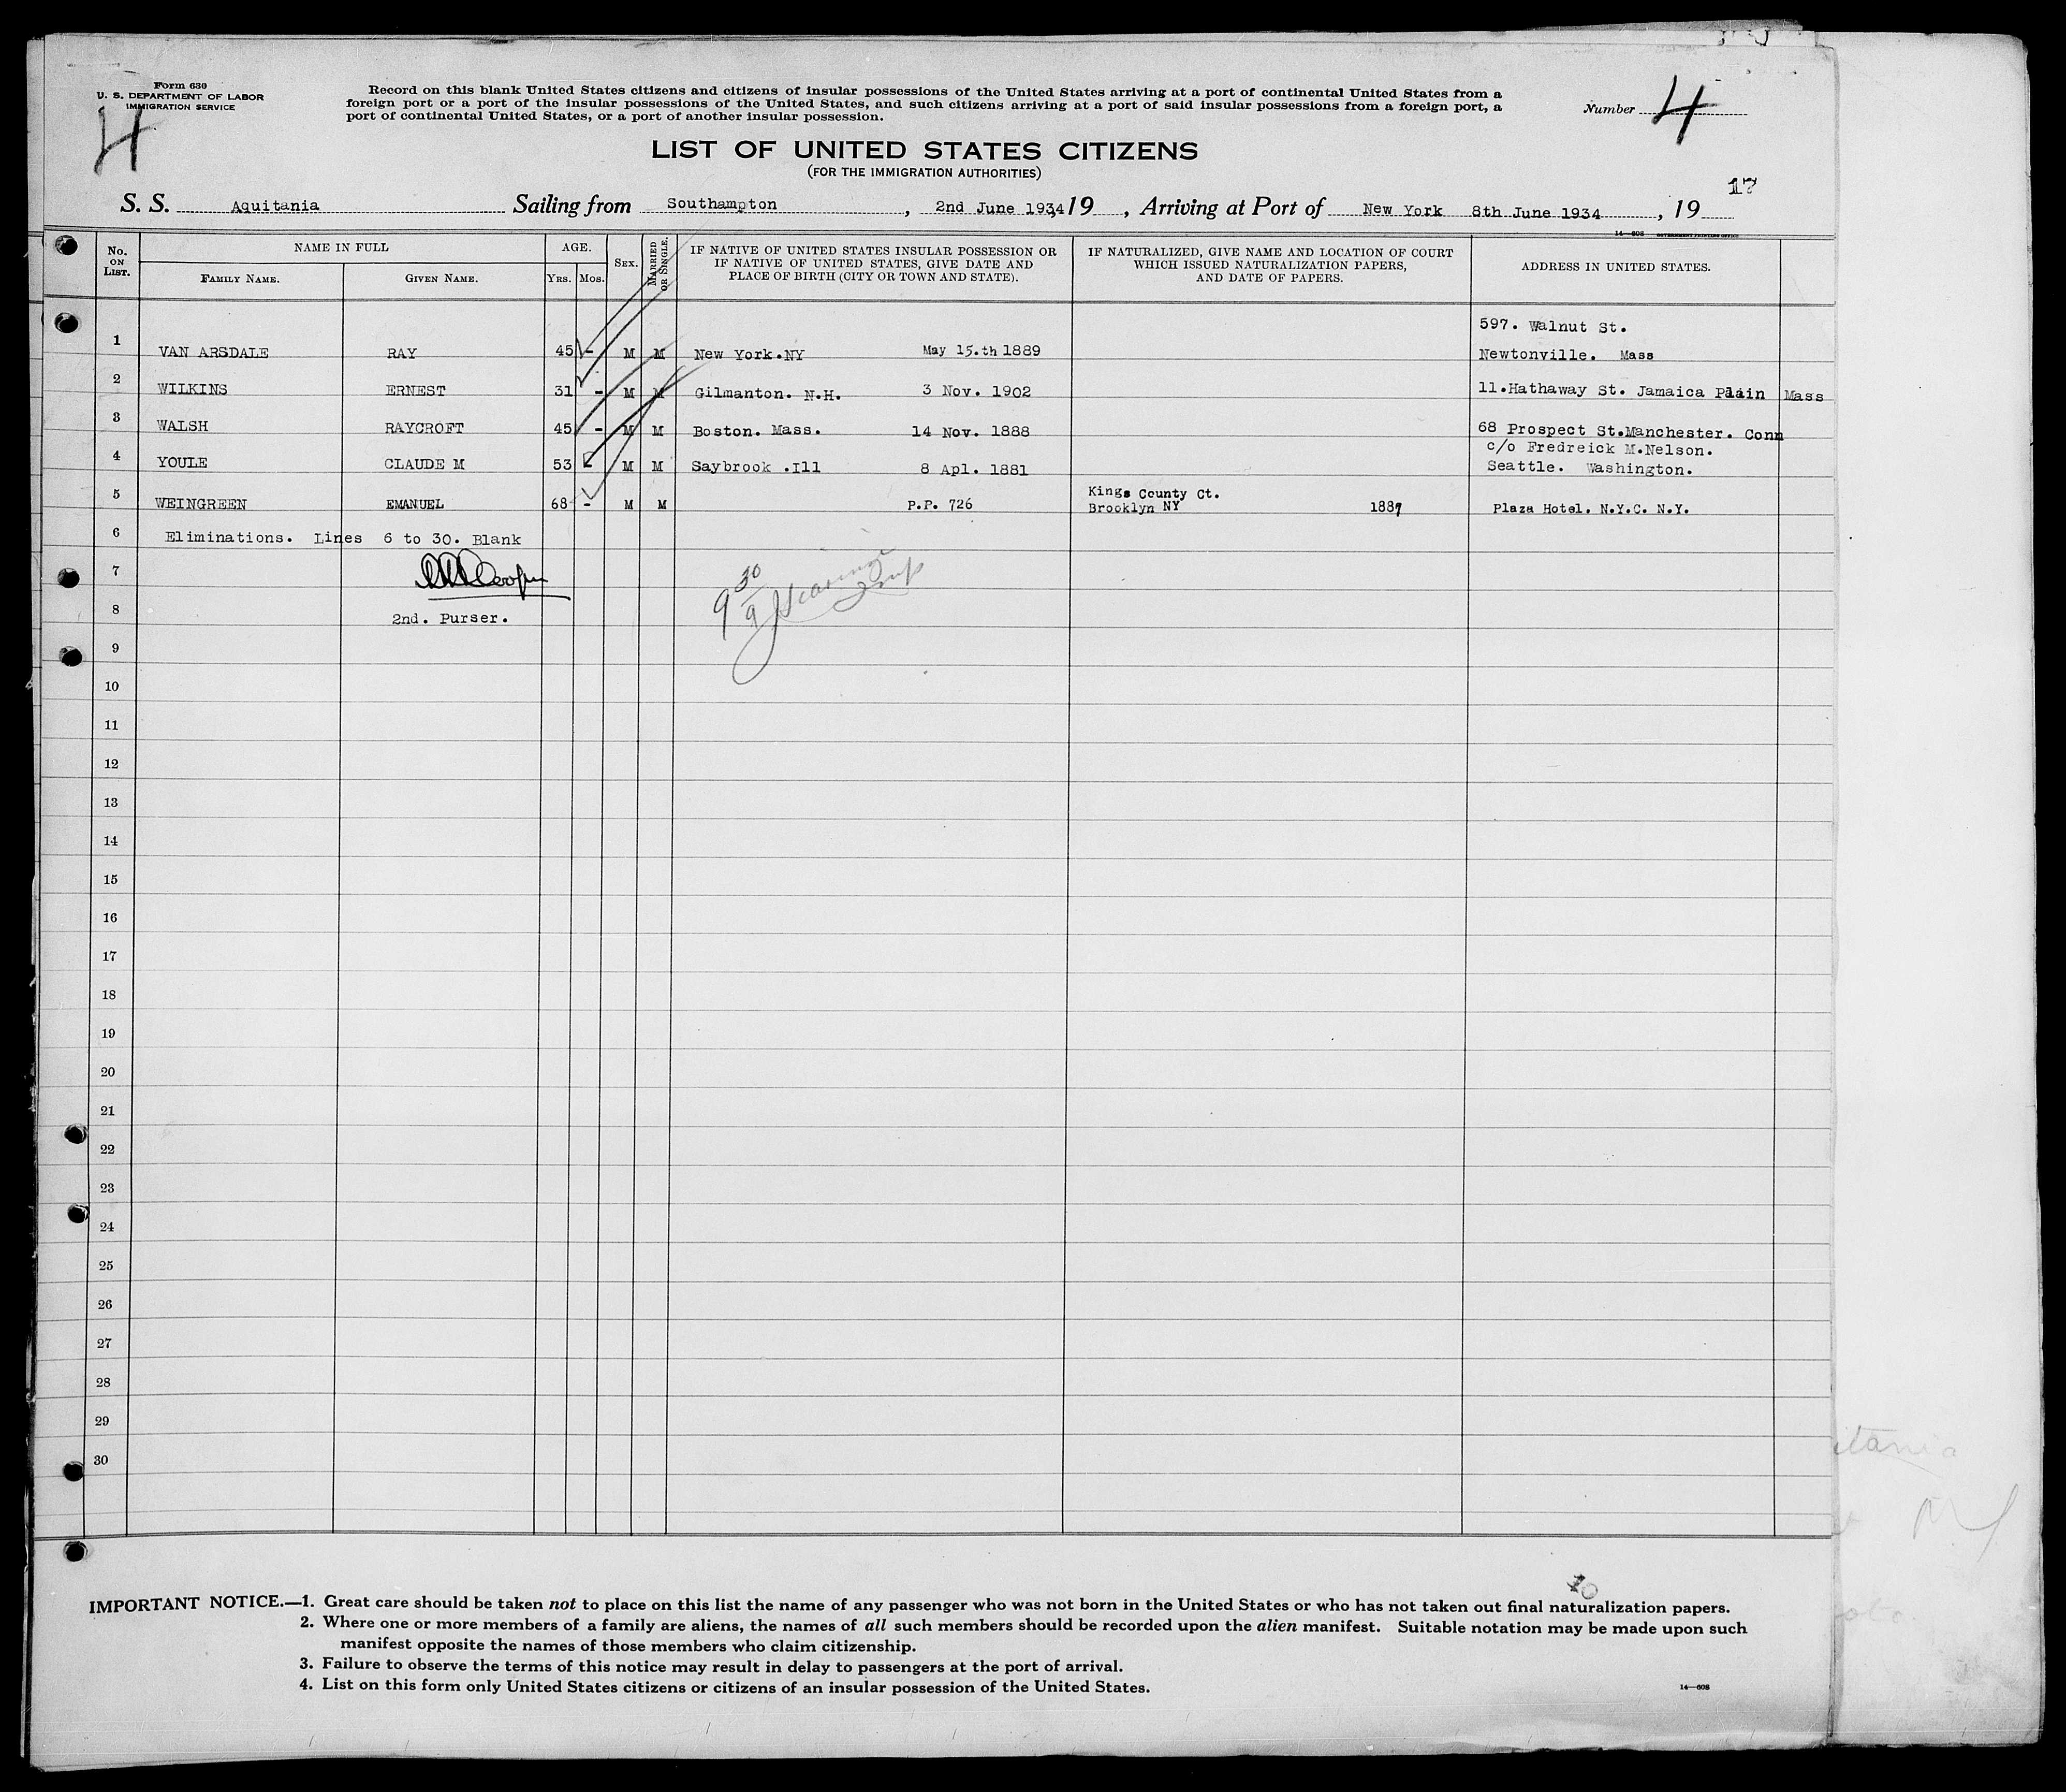 Form 630
U. S. DEPARTMENT OF LABOR
IMMIGRATION SERVICE
4
Record on this blank United States citizens and citizens of insular possessions of the United States arriving at a port of continental United States from a
foreign port or a port of the insular possessions of the United States, and such citizens arriving at a port of said insular possessions from a foreign port, a
port of continental United States, or a port of another insular possession.
Number 4
LIST OF UNITED STATES CITIZENS
(FOR THE IMMIGRATION AUTHORITIES)
17
S. S. Aquitania Sailing from Southampton, 2nd June 1934 19 , Arriving at Port of New York 8th June 1934, 19
14—608 GOVERNMENT PRINTING OFFICE
No. ON LIST. NAME IN FULL AGE. SEX. MARRIED OR SINGLE. IF NATIVE OF UNITED STATES INSULAR POSSESSION OR IF NATIVE OF UNITED STATES, GIVE DATE AND PLACE OF BIRTH (CITY OR TOWN AND STATE). IF NATURALIZED, GIVE NAME AND LOCATION OF COURT WHICH ISSUED NATURALIZATION PAPERS, AND DATE OF PAPERS. ADDRESS IN UNITED STATES.
FAMILY NAME. GIVEN NAME. YRS. MOS.
597. Walnut St.
1 VAN ARSDALE RAY 45 - M M New York.NY May 15.th 1889 Newtonville. Mass
2 WILKINS ERNEST 31 - M M Gilmanton. N.H. 3 Nov. 1902 11.Hathaway St. Jamaica Plain Mass
3 WALSH RAYCROFT 45 - M M Boston. Mass. 14 Nov. 1888 68 Prospect St.Manchester. Conn
c/o Fredreick M.Nelson.
4 YOULE CLAUDE M 53 - M M Saybrook .Ill 8 Apl. 1881 Seattle. Washington.
Kings County Ct.
5 WEINGREEN EMANUEL 68 - M M P.P. 726 Brooklyn NY 1887 Plaza Hotel. N.Y.C. N.Y.
6 Eliminations. Lines 6 to 30. Blank
7 Cooper
8 2nd. Purser.
9
10
11
12
13
14
15
16
17
18
19
20
21
22
23
24
25
26
27
28
29
30
itania
10
IMPORTANT NOTICE.—1. Great care should be taken not to place on this list the name of any passenger who was not born in the United States or who has not taken out final naturalization papers.
2. Where one or more members of a family are aliens, the names of all such members should be recorded upon the alien manifest. Suitable notation may be made upon such
manifest opposite the names of those members who claim citizenship.
3. Failure to observe the terms of this notice may result in delay to passengers at the port of arrival.
4. List on this form only United States citizens or citizens of an insular possession of the United States.
14—608